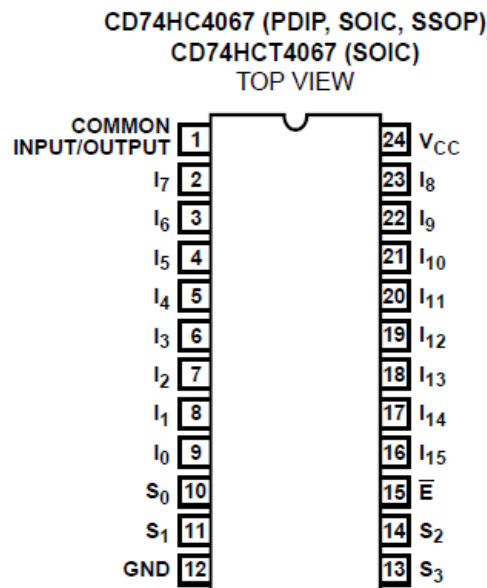 CD74HC4067 (PDIP, SOIC, SSOP)
CD74HCT4067 (SOIC)
TOP VIEW
COMMON
INPUT/OUTPUT 1 24 VCC
I7 2 23 I8
I6 3 22 I9
I5 4 21 I10
I4 5 20 I11
I3 6 19 I12
I2 7 18 I13
I1 8 17 I14
I0 9 16 I15
S0 10 15 E̅
S1 11 14 S2
GND 12 13 S3